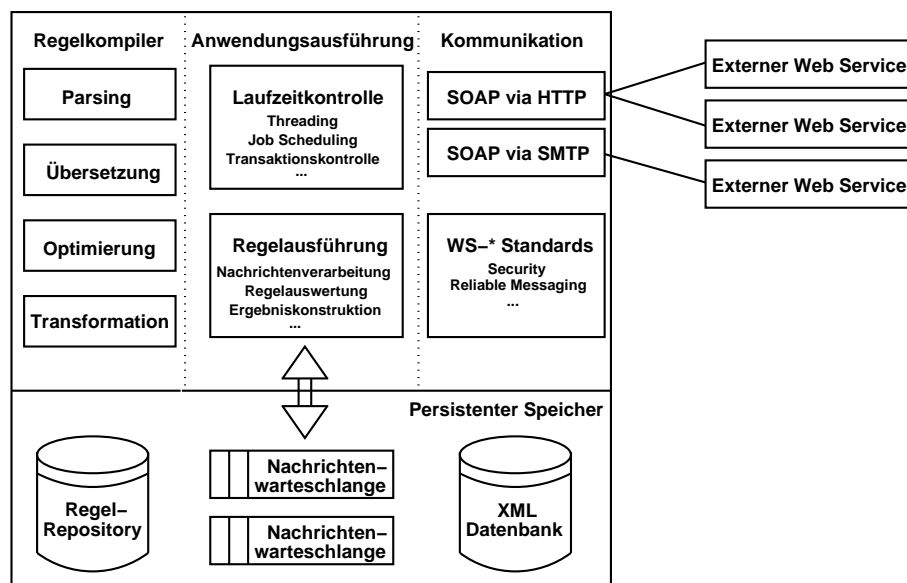 Regelkompiler
Parsing
Übersetzung
Optimierung
Transformation
Anwendungsausführung
Laufzeitkontrolle
Threading
Job Scheduling
Transaktionskontrolle
...
Regelausführung
Nachrichtenverarbeitung
Regelauswertung
Ergebniskonstruktion
...
Kommunikation
SOAP via HTTP
SOAP via SMTP
WS–* Standards
Security
Reliable Messaging
...
Externer Web Service
Externer Web Service
Externer Web Service
Persistenter Speicher
Regel–
Repository
Nachrichten–
warteschlange
Nachrichten–
warteschlange
XML
Datenbank